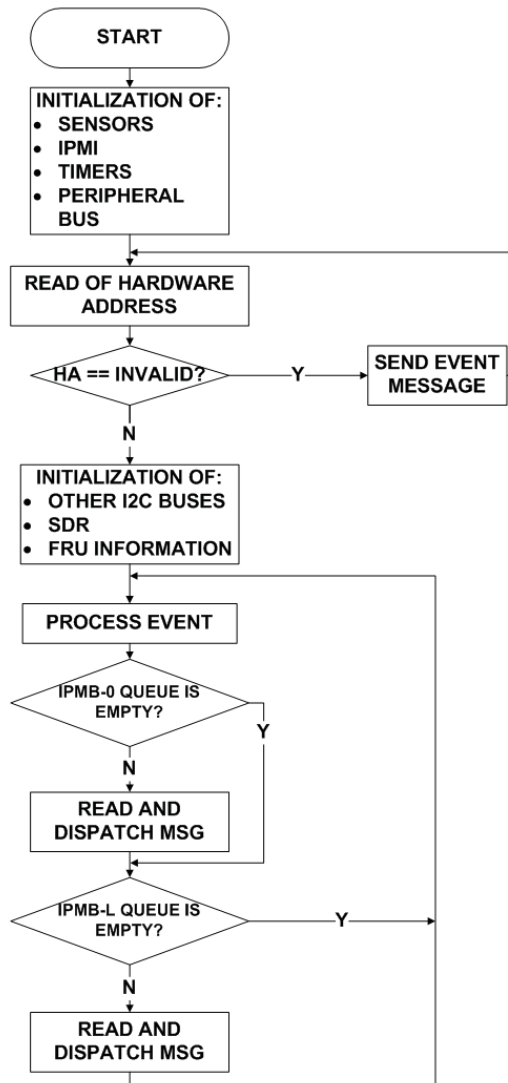 START
INITIALIZATION OF:
• SENSORS
• IPMI
• TIMERS
• PERIPHERAL
BUS
READ OF HARDWARE
ADDRESS
HA == INVALID?
Y
SEND EVENT
MESSAGE
N
INITIALIZATION OF:
• OTHER I2C BUSES
• SDR
• FRU INFORMATION
PROCESS EVENT
IPMB-0 QUEUE IS
EMPTY?
Y
N
READ AND
DISPATCH MSG
IPMB-L QUEUE IS
EMPTY?
Y
N
READ AND
DISPATCH MSG